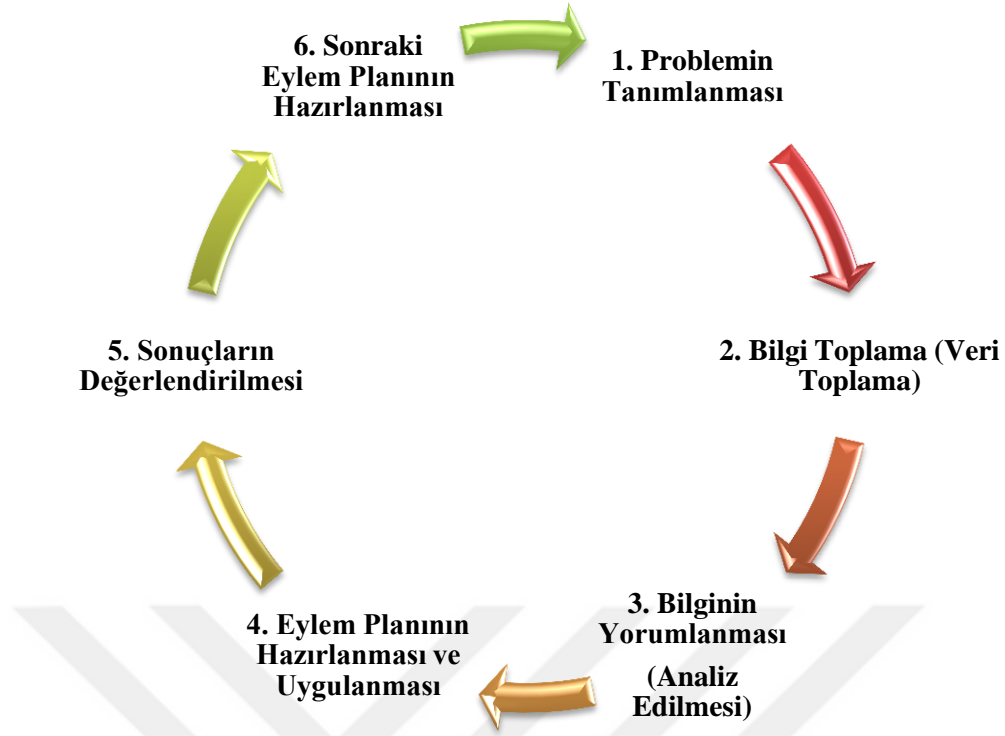 1. Problemin
Tanımlanması
2. Bilgi Toplama (Veri
Toplama)
3. Bilginin
Yorumlanması
(Analiz
Edilmesi)
4. Eylem Planının
Hazırlanması ve
Uygulanması
5. Sonuçların
Değerlendirilmesi
6. Sonraki
Eylem Planının
Hazırlanması